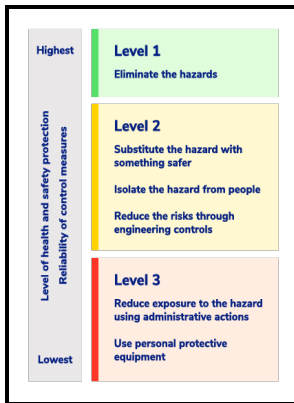 Highest
Level of health and safety protection
Reliability of control measures
Lowest
Level 1
Eliminate the hazards
Level 2
Substitute the hazard with
something safer
Isolate the hazard from people
Reduce the risks through
engineering controls
Level 3
Reduce exposure to the hazard
using administrative actions
Use personal protective
equipment